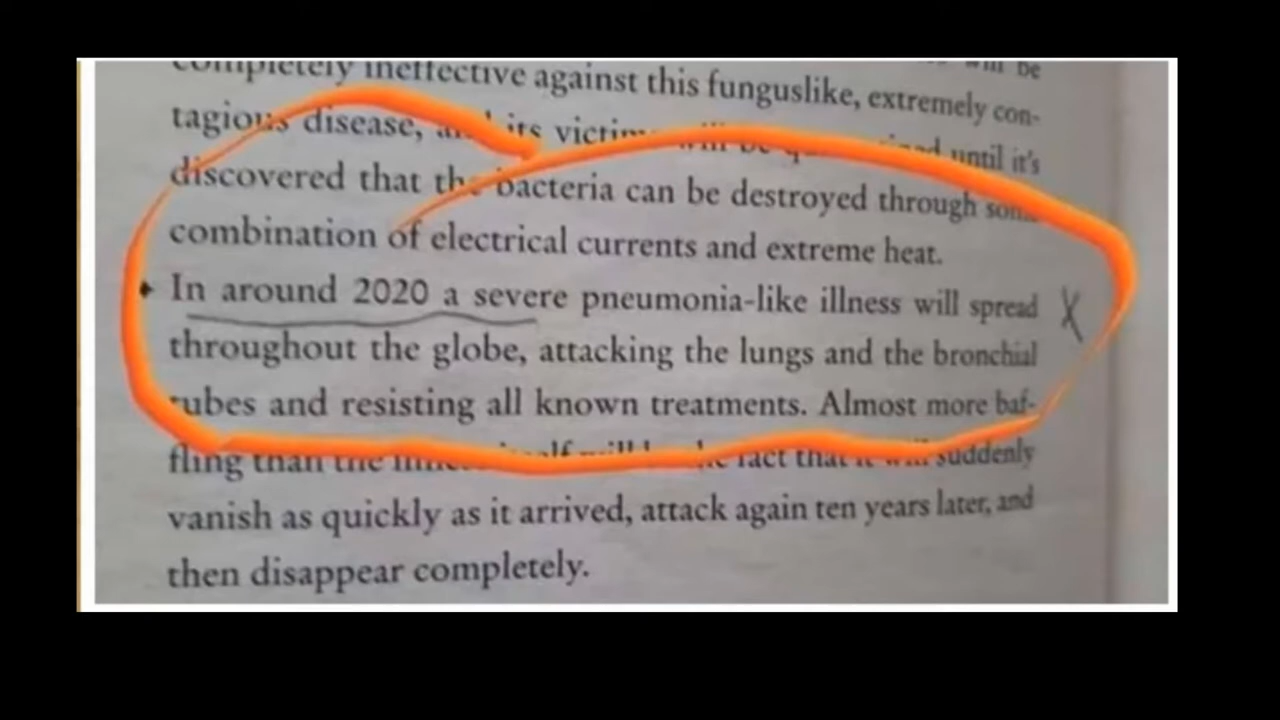 completely ineffective against this funguslike, extremely con-
tagious disease, its until it's
discovered that the bacteria can be destroyed through some
combination of electrical currents and extreme heat.
In around 2020 a severe pneumonia-like illness will spread
throughout the globe, attacking the lungs and the bronchial
tubes and resisting all known treatments. Almost more baf-
fling than the fact that suddenly
vanish as quickly as it arrived, attack again ten years later, and
then disappear completely.